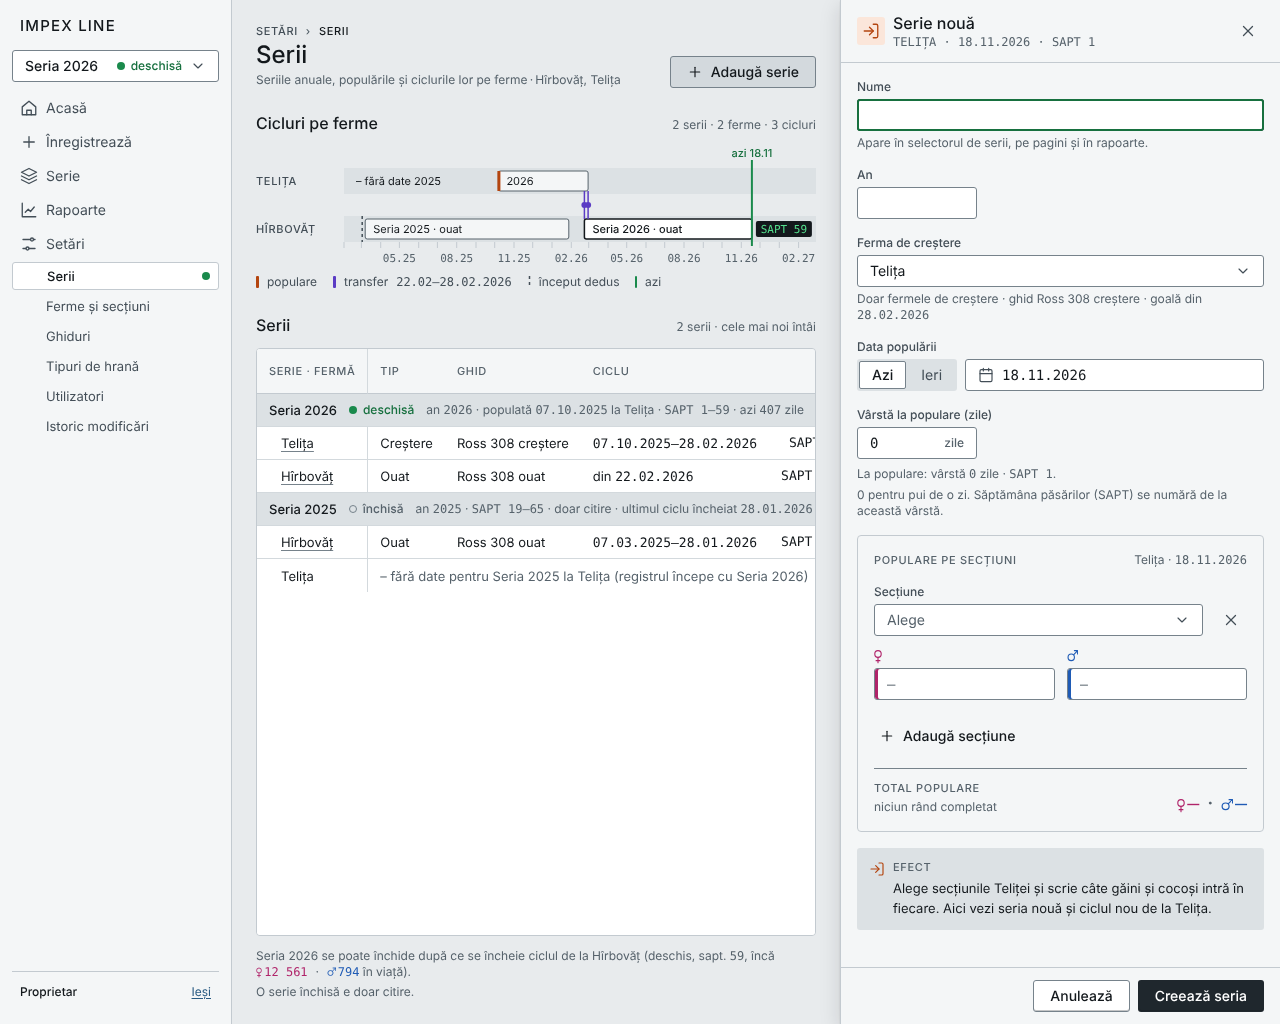 IMPEX LINE
Seria 2026 deschisă
Acasă
Înregistrează
Serie
Rapoarte
Setări
Serii
Ferme și secțiuni
Ghiduri
Tipuri de hrană
Utilizatori
Istoric modificări
Proprietar Ieși
SETĂRI › SERII
Serii
Seriile anuale, populările și ciclurile lor pe ferme · Hîrbovăț, Telița
Adaugă serie
Cicluri pe ferme 2 serii · 2 ferme · 3 cicluri
azi 18.11
TELIȚA – fără date 2025 2026
HÎRBOVĂȚ Seria 2025 · ouat Seria 2026 · ouat SAPT 59
05.25 08.25 11.25 02.26 05.26 08.26 11.26 02.27
populare transfer 22.02–28.02.2026 început dedus azi
Serii 2 serii · cele mai noi întâi
SERIE · FERMĂ TIP GHID CICLU
Seria 2026 deschisă an 2026 · populată 07.10.2025 la Telița · SAPT 1–59 · azi 407 zile
Telița Creștere Ross 308 creștere 07.10.2025–28.02.2026
Hîrbovăț Ouat Ross 308 ouat din 22.02.2026 SAPT
Seria 2025 închisă an 2025 · SAPT 19–65 · doar citire · ultimul ciclu încheiat 28.01.2026
Hîrbovăț Ouat Ross 308 ouat 07.03.2025–28.01.2026 SAPT
Telița – fără date pentru Seria 2025 la Telița (registrul începe cu Seria 2026)
Seria 2026 se poate închide după ce se încheie ciclul de la Hîrbovăț (deschis, sapt. 59, încă
♀12 561 · ♂794 în viață).
O serie închisă e doar citire.
Serie nouă
TELIȚA · 18.11.2026 · SAPT 1
Nume
Apare în selectorul de serii, pe pagini și în rapoarte.
An
Ferma de creștere
Telița
Doar fermele de creștere · ghid Ross 308 creștere · goală din
28.02.2026
Data populării
Azi Ieri 18.11.2026
Vârstă la populare (zile)
0 zile
La populare: vârstă 0 zile · SAPT 1.
0 pentru pui de o zi. Săptămâna păsărilor (SAPT) se numără de la
această vârstă.
POPULARE PE SECȚIUNI Telița · 18.11.2026
Secțiune
Alege
♀ ♂
– –
Adaugă secțiune
TOTAL POPULARE
niciun rând completat ♀— · ♂—
EFECT
Alege secțiunile Teliței și scrie câte găini și cocoși intră în
fiecare. Aici vezi seria nouă și ciclul nou de la Telița.
Anulează Creează seria